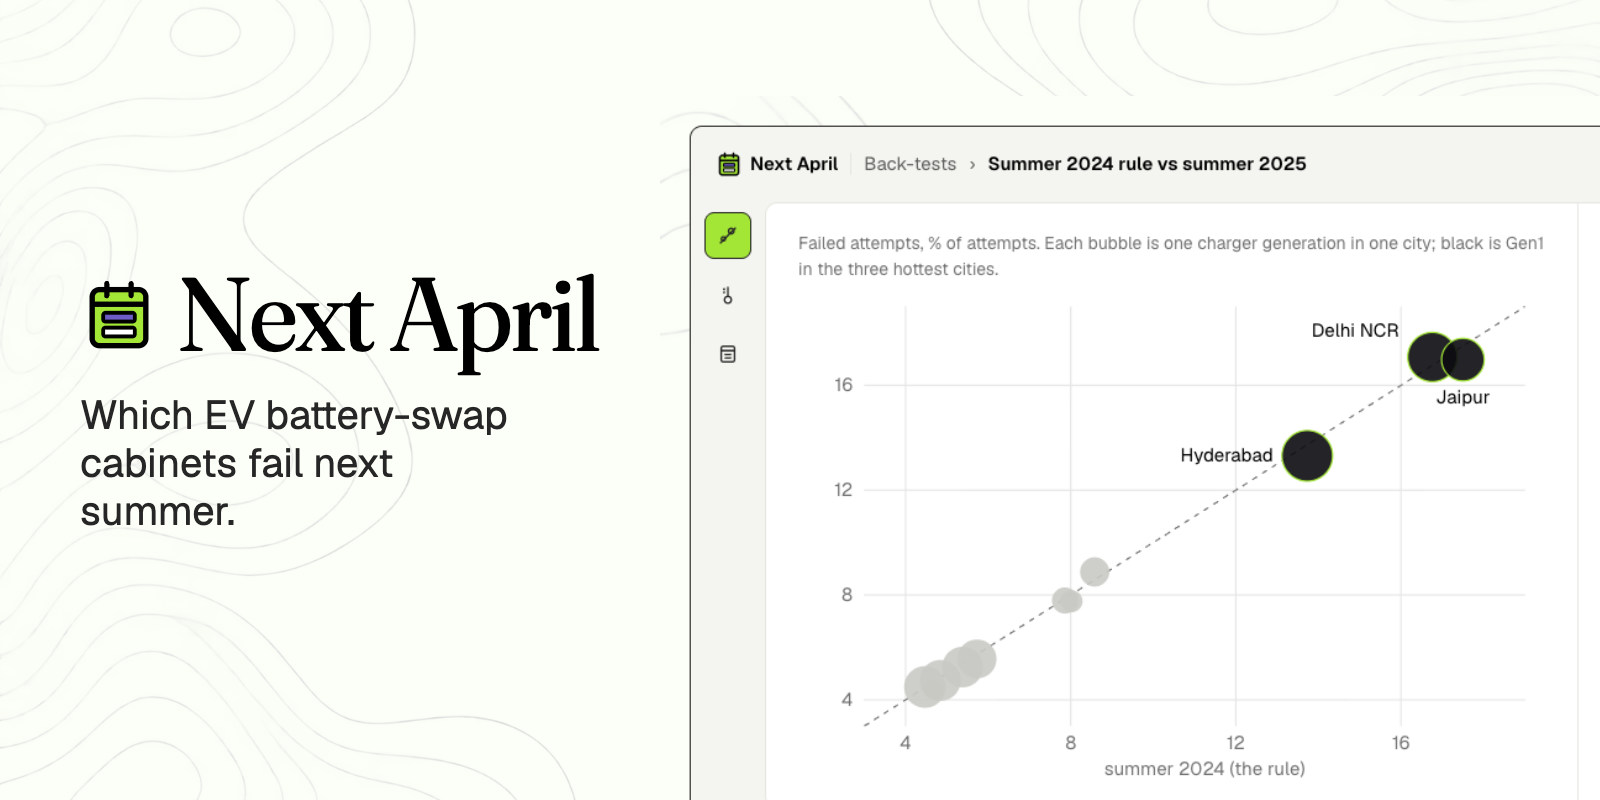 Next April
Which EV battery-swap
cabinets fail next
summer.
Next April
Back-tests › Summer 2024 rule vs summer 2025
Failed attempts, % of attempts. Each bubble is one charger generation in one city; black is Gen1
in the three hottest cities.
Delhi NCR
Jaipur
Hyderabad
16
12
8
4
4 8 12 16
summer 2024 (the rule)